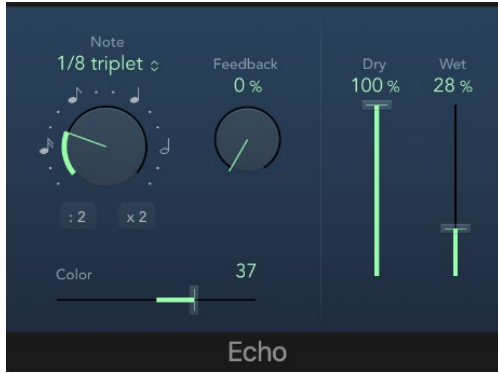 Note
1/8 triplet
Feedback
0 %
Dry
100 %
Wet
28 %
: 2
x 2
Color
37
Echo